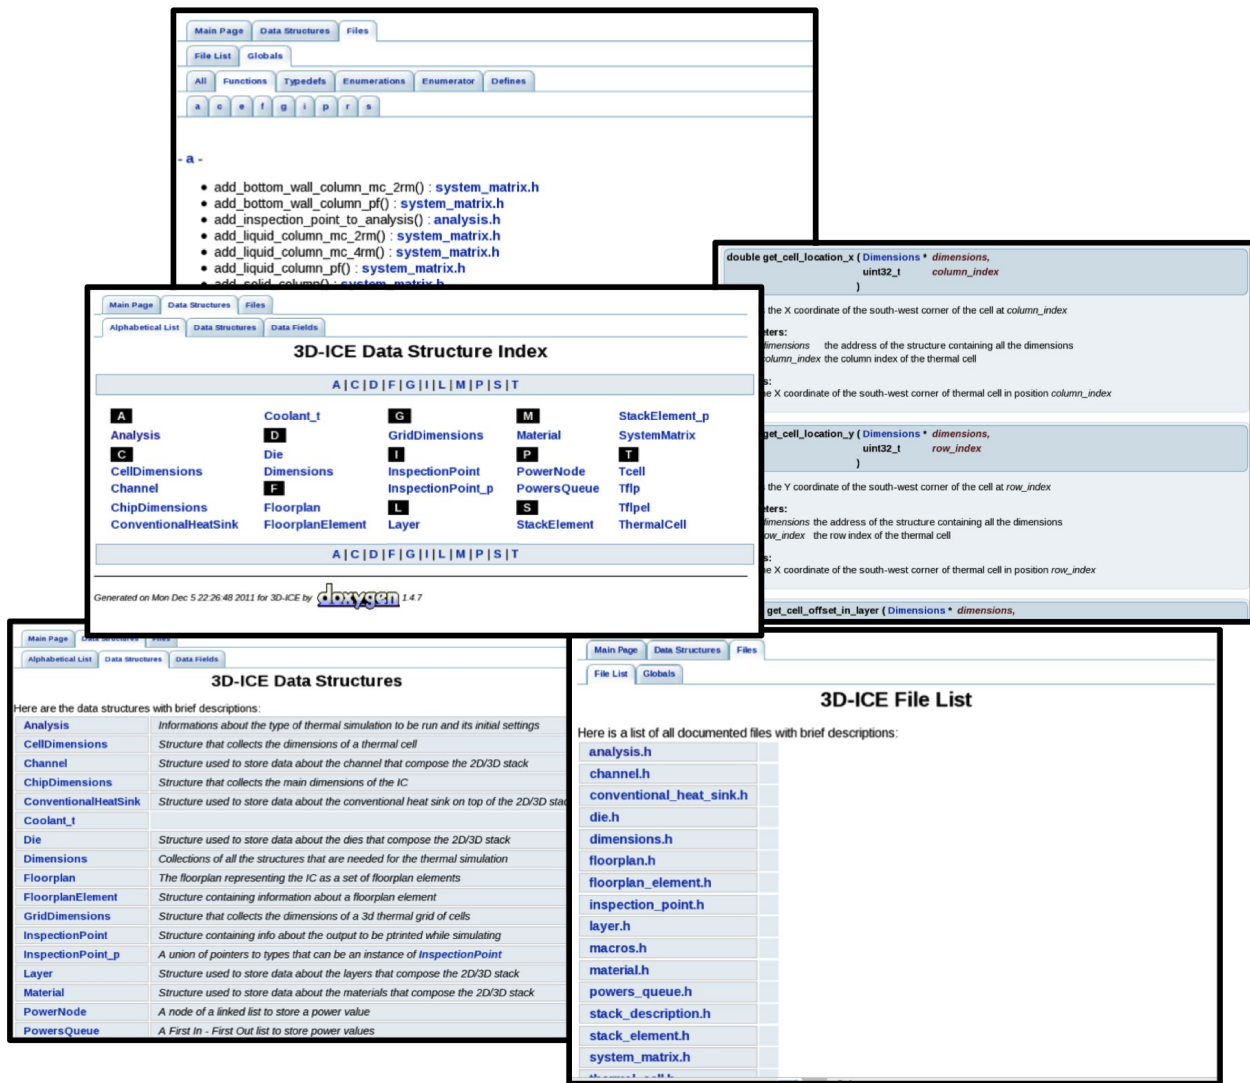 Main Page Data Structures Files
File List Globals
All Functions Typedefs Enumerations Enumerator Defines
a c e f g i p r s
- a -
• add_bottom_wall_column_mc_2rm() : system_matrix.h
• add_bottom_wall_column_pf() : system_matrix.h
• add_inspection_point_to_analysis() : analysis.h
• add_liquid_column_mc_2rm() : system_matrix.h
• add_liquid_column_mc_4rm() : system_matrix.h
• add_liquid_column_pf() : system_matrix.h
• add_solid_column() : system_matrix.h
double get_cell_location_x ( Dimensions * dimensions,
uint32_t column_index
)
the X coordinate of the south-west corner of the cell at column_index
dimensions the address of the structure containing all the dimensions
column_index the column index of the thermal cell
X coordinate of the south-west corner of thermal cell in position column_index
get_cell_location_y ( Dimensions * dimensions,
uint32_t row_index
)
the Y coordinate of the south-west corner of the cell at row_index
dimensions the address of the structure containing all the dimensions
row_index the row index of the thermal cell
X coordinate of the south-west corner of thermal cell in position row_index
get_cell_offset_in_layer ( Dimensions * dimensions,
Main Page Data Structures Files
Alphabetical List Data Structures Data Fields
3D-ICE Data Structure Index
A | C | D | F | G | I | L | M | P | S | T
A Coolant_t G M StackElement_p
Analysis D GridDimensions Material SystemMatrix
C Die I P T
CellDimensions Dimensions InspectionPoint PowerNode Tcell
Channel F InspectionPoint_p PowersQueue Tflp
ChipDimensions Floorplan L S Tflpel
ConventionalHeatSink FloorplanElement Layer StackElement ThermalCell
A | C | D | F | G | I | L | M | P | S | T
Generated on Mon Dec 5 22:26:48 2011 for 3D-ICE by doxygen 1.4.7
Main Page Data Structures Files
Alphabetical List Data Structures Data Fields
3D-ICE Data Structures
Here are the data structures with brief descriptions:
Analysis Informations about the type of thermal simulation to be run and its initial settings
CellDimensions Structure that collects the dimensions of a thermal cell
Channel Structure used to store data about the channel that compose the 2D/3D stack
ChipDimensions Structure that collects the main dimensions of the IC
ConventionalHeatSink Structure used to store data about the conventional heat sink on top of the 2D/3D stac
Coolant_t
Die Structure used to store data about the dies that compose the 2D/3D stack
Dimensions Collections of all the structures that are needed for the thermal simulation
Floorplan The floorplan representing the IC as a set of floorplan elements
FloorplanElement Structure containing information about a floorplan element
GridDimensions Structure that collects the dimensions of a 3d thermal grid of cells
InspectionPoint Structure containing info about the output to be ptrinted while simulating
InspectionPoint_p A union of pointers to types that can be an instance of InspectionPoint
Layer Structure used to store data about the layers that compose the 2D/3D stack
Material Structure used to store data about the materials that compose the 2D/3D stack
PowerNode A node of a linked list to store a power value
PowersQueue A First In - First Out list to store power values
Main Page Data Structures Files
File List Globals
3D-ICE File List
Here is a list of all documented files with brief descriptions:
analysis.h
channel.h
conventional_heat_sink.h
die.h
dimensions.h
floorplan.h
floorplan_element.h
inspection_point.h
layer.h
macros.h
material.h
powers_queue.h
stack_description.h
stack_element.h
system_matrix.h